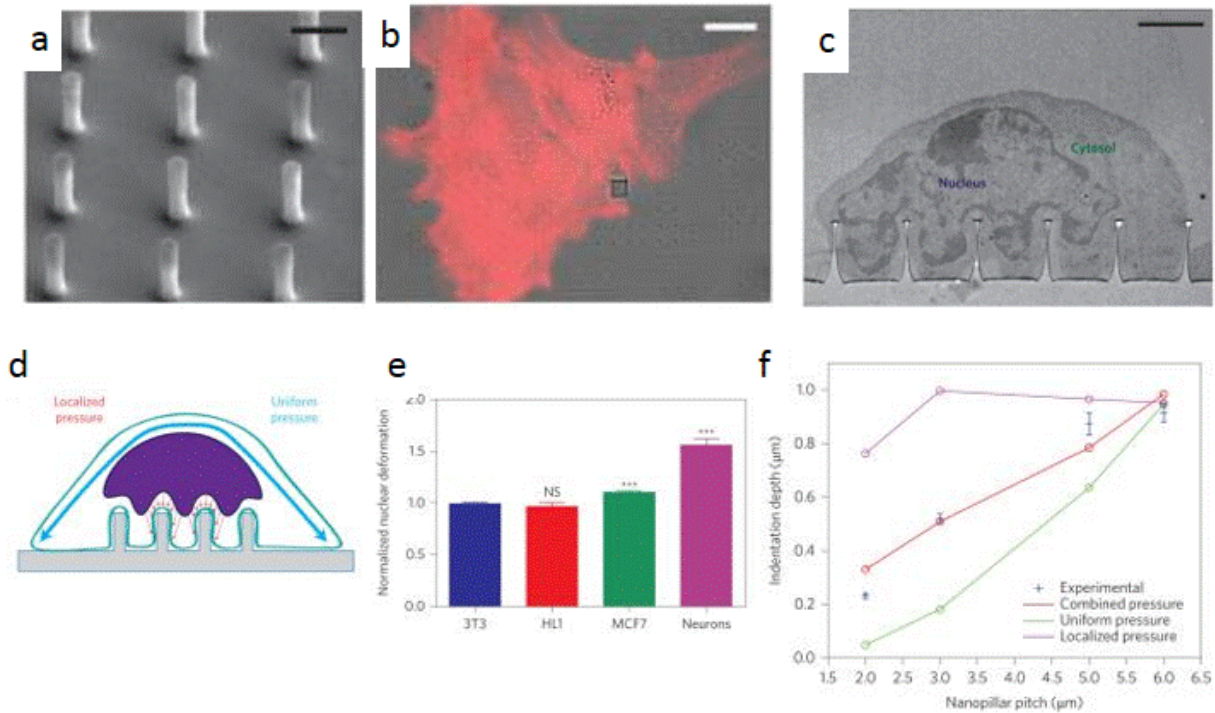 a
b
c
Cytosol
Nucleus
d
Localized
pressure
Uniform
pressure
e
Normalized nuclear deformation
2.0
1.5
1.0
0.5
0.0
NS
***
***
3T3
HL1
MCF7
Neurons
f
Indentation depth (μm)
1.0
0.8
0.6
0.4
0.2
0.0
Experimental
Combined pressure
Uniform pressure
Localized pressure
1.5 2.0 2.5 3.0 3.5 4.0 4.5 5.0 5.5 6.0 6.5
Nanopillar pitch (μm)